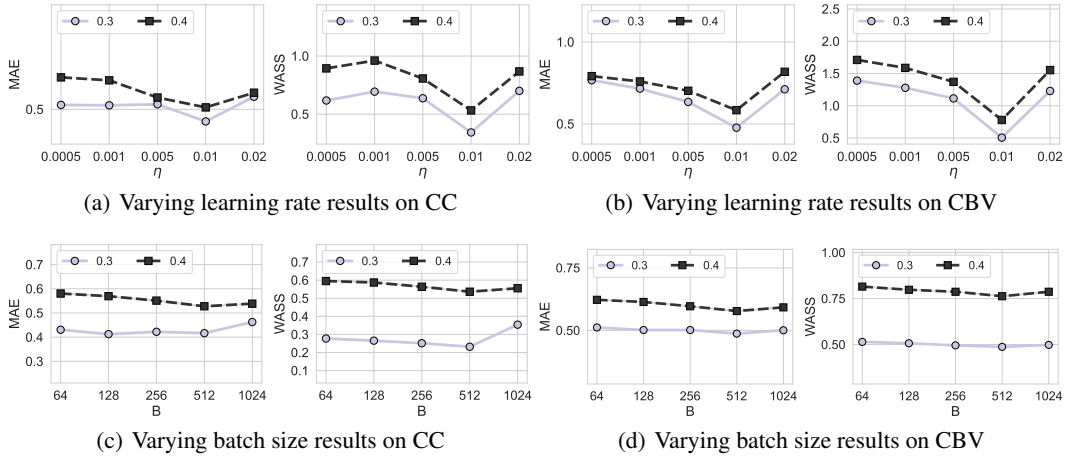 0.3 0.4
MAE
0.5
0.0005 0.001 0.005 0.01 0.02
η
0.3 0.4
WASS
1.0
0.5
0.0005 0.001 0.005 0.01 0.02
η
(a) Varying learning rate results on CC
0.3 0.4
MAE
1.0
0.5
0.0005 0.001 0.005 0.01 0.02
η
0.3 0.4
WASS
2.5
2.0
1.5
1.0
0.5
0.0005 0.001 0.005 0.01 0.02
η
(b) Varying learning rate results on CBV
0.3 0.4
MAE
0.7
0.6
0.5
0.4
0.3
64 128 256 512 1024
B
0.3 0.4
WASS
0.7
0.6
0.5
0.4
0.3
0.2
0.1
64 128 256 512 1024
B
(c) Varying batch size results on CC
0.3 0.4
MAE
0.75
0.50
64 128 256 512 1024
B
0.3 0.4
WASS
1.00
0.75
0.50
64 128 256 512 1024
B
(d) Varying batch size results on CBV